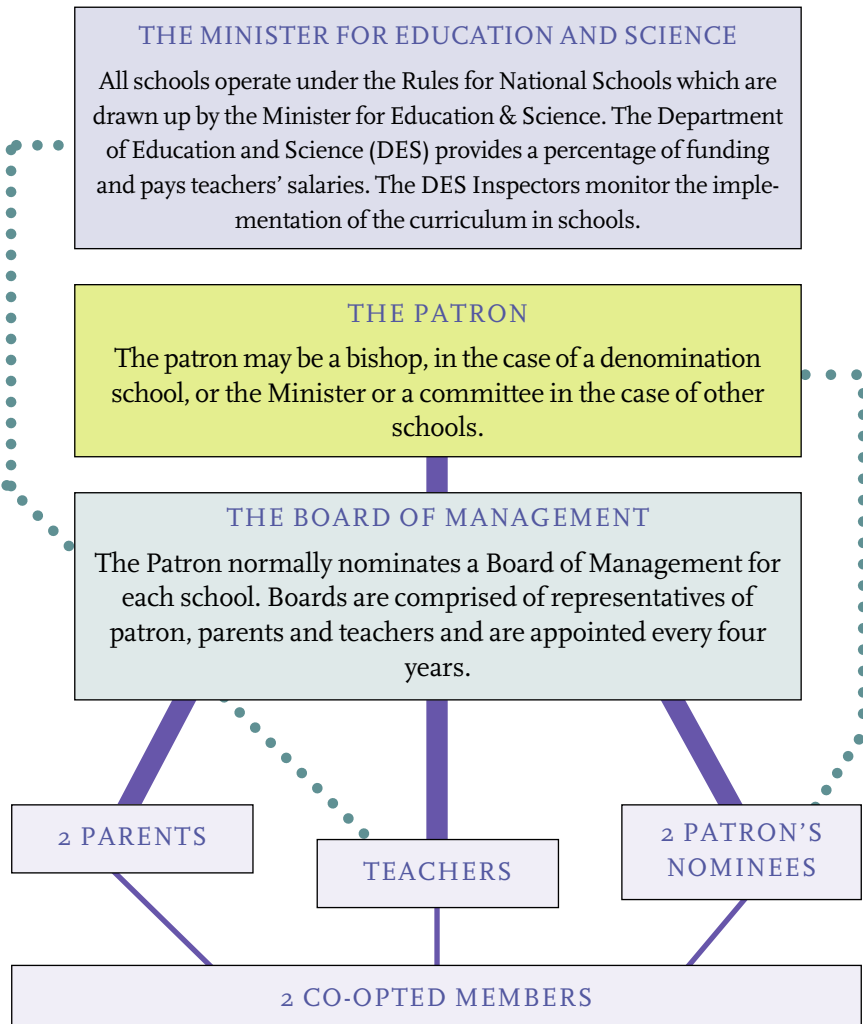 THE MINISTER FOR EDUCATION AND SCIENCE
All schools operate under the Rules for National Schools which are
drawn up by the Minister for Education & Science. The Department
of Education and Science (DES) provides a percentage of funding
and pays teachers’ salaries. The DES Inspectors monitor the imple-
mentation of the curriculum in schools.
THE PATRON
The patron may be a bishop, in the case of a denomination
school, or the Minister or a committee in the case of other
schools.
THE BOARD OF MANAGEMENT
The Patron normally nominates a Board of Management for
each school. Boards are comprised of representatives of
patron, parents and teachers and are appointed every four
years.
2 PARENTS
TEACHERS
2 PATRON’S
NOMINEES
2 CO-OPTED MEMBERS